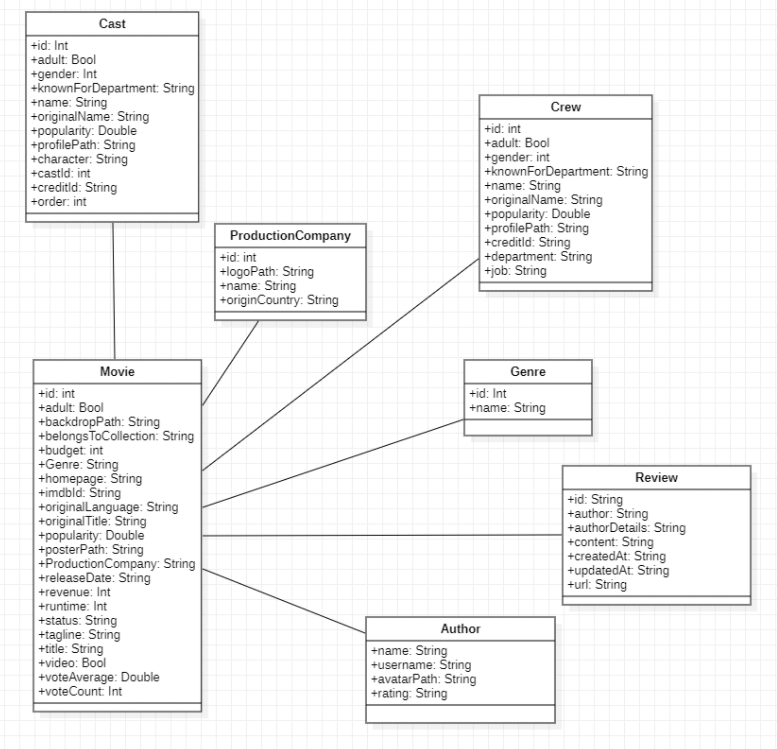 Cast
+id: Int
+adult: Bool
+gender: Int
+knownForDepartment: String
+name: String
+originalName: String
+popularity: Double
+profilePath: String
+character: String
+castId: int
+creditId: String
+order: int
Crew
+id: int
+adult: Bool
+gender: int
+knownForDepartment: String
+name: String
+originalName: String
+popularity: Double
+profilePath: String
+creditId: String
+department: String
+job: String
ProductionCompany
+id: int
+logoPath: String
+name: String
+originCountry: String
Movie
+id: int
+adult: Bool
+backdropPath: String
+belongsToCollection: String
+budget: int
+Genre: String
+homepage: String
+imdbId: String
+originalLanguage: String
+originalTitle: String
+popularity: Double
+posterPath: String
+ProductionCompany: String
+releaseDate: String
+revenue: Int
+runtime: Int
+status: String
+tagline: String
+title: String
+video: Bool
+voteAverage: Double
+voteCount: Int
Genre
+id: Int
+name: String
Review
+id: String
+author: String
+authorDetails: String
+content: String
+createdAt: String
+updatedAt: String
+url: String
Author
+name: String
+username: String
+avatarPath: String
+rating: String